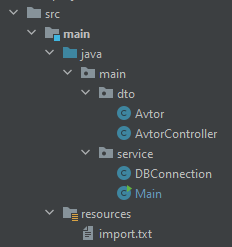 src
main
java
main
dto
Avtor
AvtorController
service
DBConnection
Main
resources
import.txt